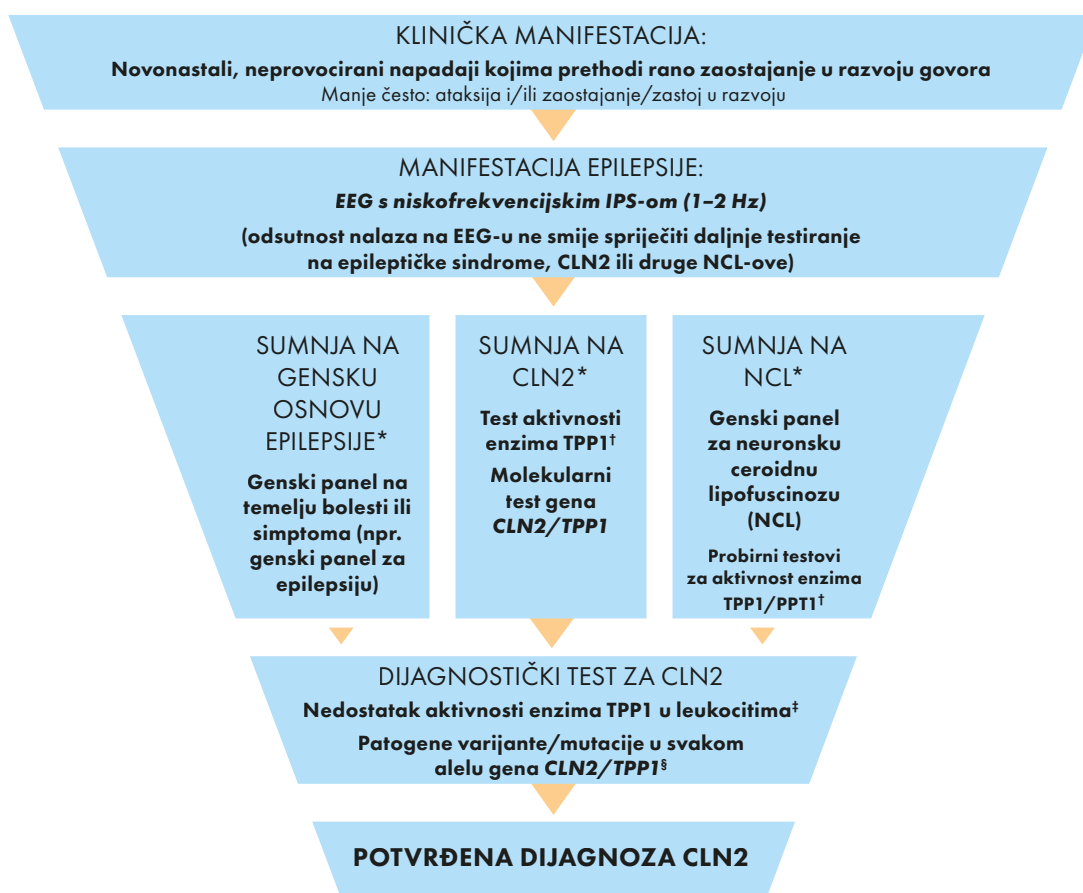 KLINIČKA MANIFESTACIJA:
Novonastali, neprovocirani napadaji kojima prethodi rano zaostajanje u razvoju govora
Manje često: ataksija i/ili zaostajanje/zastoj u razvoju
MANIFESTACIJA EPILEPSIJE:
EEG s niskofrekvencijskim IPS-om (1–2 Hz)
(odsutnost nalaza na EEG-u ne smije spriječiti daljnje testiranje
na epileptičke sindrome, CLN2 ili druge NCL-ove)
SUMNJA NA
GENSKU
OSNOVU
EPILEPSIJE*
Genski panel na
temelju bolesti ili
simptoma (npr.
genski panel za
epilepsiju)
SUMNJA NA
CLN2*
Test aktivnosti
enzima TPP1†
Molekularni
test gena
CLN2/TPP1
SUMNJA NA
NCL*
Genski panel
za neuronsku
ceroidnu
lipofuscinozu
(NCL)
Probirni testovi
za aktivnost enzima
TPP1/PPT1†
DIJAGNOSTIČKI TEST ZA CLN2
Nedostatak aktivnosti enzima TPP1 u leukocitima‡
Patogene varijante/mutacije u svakom
alelu gena CLN2/TPP1§
POTVRĐENA DIJAGNOZA CLN2